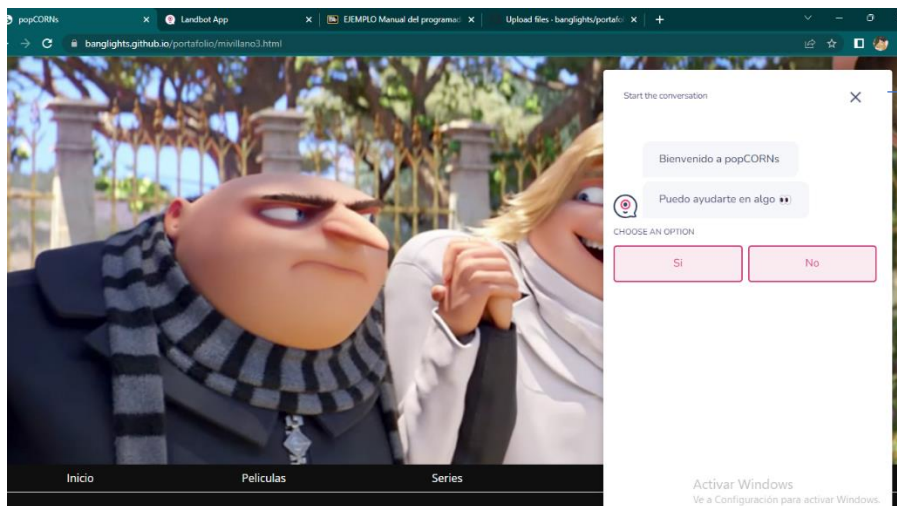 popCORNs
Landbot App
EJEMPLO Manual del programad
Upload files · banglights/portafol
banglights.github.io/portafolio/mivillano3.html
Start the conversation
Bienvenido a popCORNs
Puedo ayudarte en algo 👀
CHOOSE AN OPTION
Si
No
Inicio
Peliculas
Series
Activar Windows
Ve a Configuración para activar Windows.